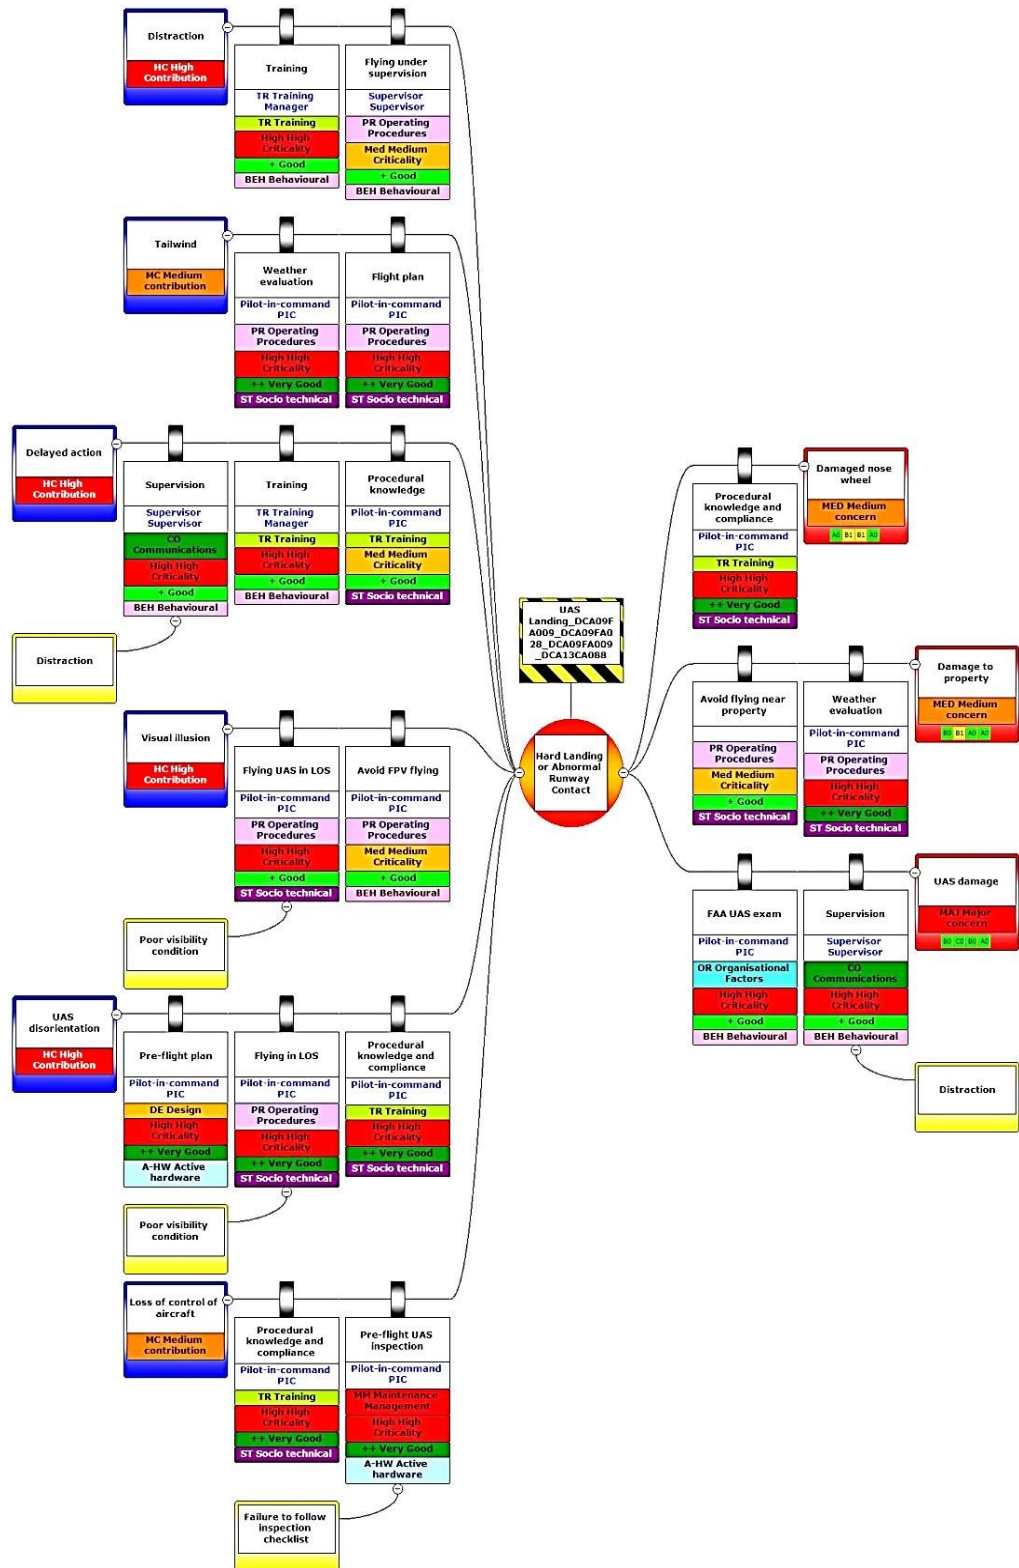 Distraction
HC High
Contribution
Training
TR Training
Manager
TR Training
High High
Criticality
+ Good
BEH Behavioural
Flying under
supervision
Supervisor
Supervisor
PR Operating
Procedures
Med Medium
Criticality
+ Good
BEH Behavioural
Tailwind
MC Medium
contribution
Weather
evaluation
Pilot-in-command
PIC
PR Operating
Procedures
High High
Criticality
++ Very Good
ST Socio technical
Flight plan
Pilot-in-command
PIC
PR Operating
Procedures
High High
Criticality
++ Very Good
ST Socio technical
Delayed action
HC High
Contribution
Supervision
Supervisor
Supervisor
CO
Communications
High High
Criticality
+ Good
BEH Behavioural
Distraction
Training
TR Training
Manager
TR Training
High High
Criticality
+ Good
BEH Behavioural
Procedural
knowledge
Pilot-in-command
PIC
TR Training
Med Medium
Criticality
+ Good
ST Socio technical
Visual illusion
HC High
Contribution
Flying UAS in LOS
Pilot-in-command
PIC
PR Operating
Procedures
High High
Criticality
+ Good
ST Socio technical
Poor visibility
condition
Avoid FPV flying
Pilot-in-command
PIC
PR Operating
Procedures
Med Medium
Criticality
+ Good
BEH Behavioural
UAS
disorientation
HC High
Contribution
Pre-flight plan
Pilot-in-command
PIC
DE Design
High High
Criticality
++ Very Good
A-HW Active
hardware
Flying in LOS
Pilot-in-command
PIC
PR Operating
Procedures
High High
Criticality
++ Very Good
ST Socio technical
Poor visibility
condition
Procedural
knowledge and
compliance
Pilot-in-command
PIC
TR Training
High High
Criticality
++ Very Good
ST Socio technical
Loss of control of
aircraft
MC Medium
contribution
Procedural
knowledge and
compliance
Pilot-in-command
PIC
TR Training
High High
Criticality
++ Very Good
ST Socio technical
Pre-flight UAS
inspection
Pilot-in-command
PIC
MM Maintenance
Management
High High
Criticality
++ Very Good
A-HW Active
hardware
Failure to follow
inspection
checklist
UAS
Landing_DCA09F
A009_DCA09FA0
28_DCA09FA009
_DCA13CA088
Hard Landing
or Abnormal
Runway
Contact
Procedural
knowledge and
compliance
Pilot-in-command
PIC
TR Training
High High
Criticality
++ Very Good
ST Socio technical
Damaged nose
wheel
MED Medium
concern
A0 B1 B1 A0
Avoid flying near
property
PR Operating
Procedures
Med Medium
Criticality
+ Good
ST Socio technical
Weather
evaluation
Pilot-in-command
PIC
PR Operating
Procedures
High High
Criticality
++ Very Good
ST Socio technical
Damage to
property
MED Medium
concern
B0 B1 A0 A0
FAA UAS exam
Pilot-in-command
PIC
OR Organisational
Factors
High High
Criticality
+ Good
BEH Behavioural
Supervision
Supervisor
Supervisor
CO
Communications
High High
Criticality
+ Good
BEH Behavioural
Distraction
UAS damage
MAJ Major
concern
B0 C0 B0 A0